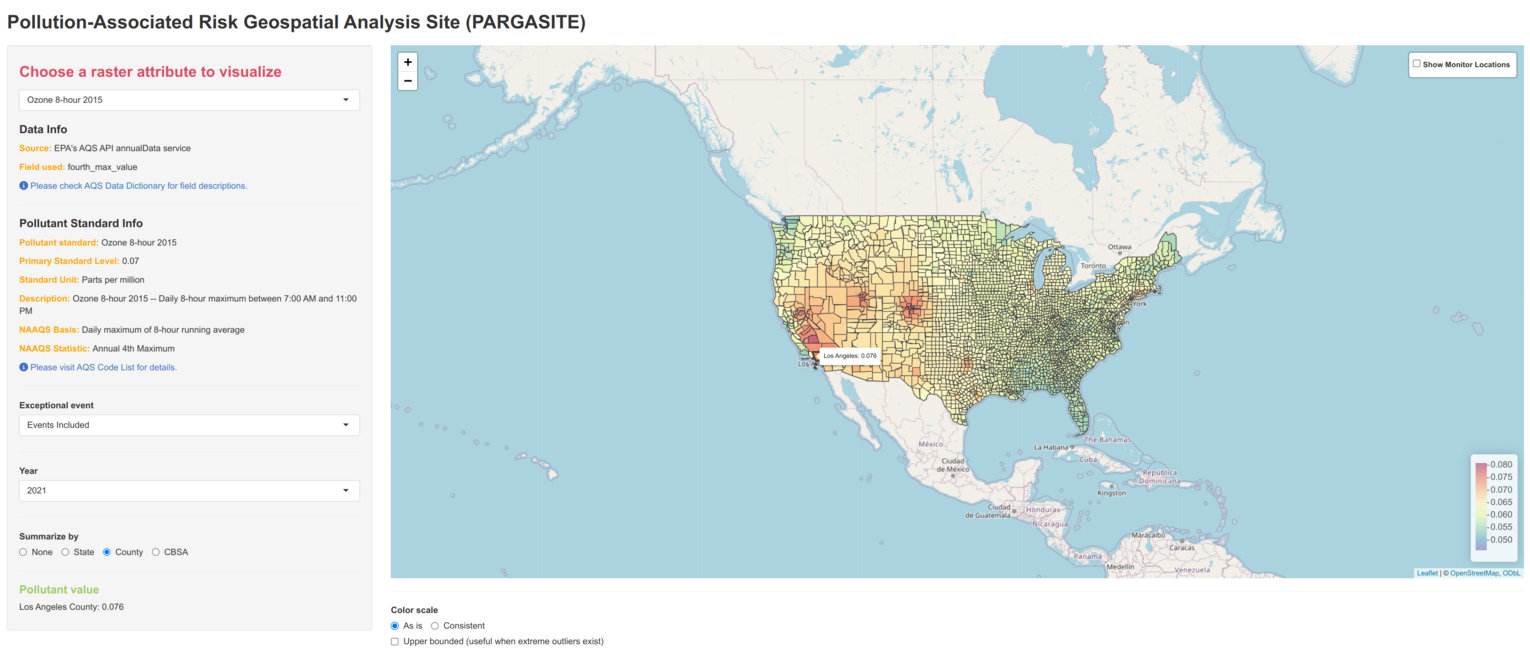 Pollution-Associated Risk Geospatial Analysis Site (PARGASITE)
Choose a raster attribute to visualize
Ozone 8-hour 2015
Data Info
Source: EPA's AQS API annualData service
Field used: fourth_max_value
Please check AQS Data Dictionary for field descriptions.
Pollutant Standard Info
Pollutant standard: Ozone 8-hour 2015
Primary Standard Level: 0.07
Standard Unit: Parts per million
Description: Ozone 8-hour 2015 -- Daily 8-hour maximum between 7:00 AM and 11:00
PM
NAAQS Basis: Daily maximum of 8-hour running average
NAAQS Statistic: Annual 4th Maximum
Please visit AQS Code List for details.
Exceptional event
Events Included
Year
2021
Summarize by
None State County CBSA
Pollutant value
Los Angeles County: 0.076
+
−
Show Monitor Locations
Ottawa
Toronto
York
Los Angeles: 0.076
Los
México
Ciudad
de México
La Habana
The Bahamas
Cuba
República
Dominicana
Kingston
Ciudad
de Guatemala
Honduras
Nicaragua
Panamá
Maracaibo
Caracas
Medellín
Venezuela
0.080
0.075
0.070
0.065
0.060
0.055
0.050
Leaflet | © OpenStreetMap, ODbL
Color scale
As is Consistent
Upper bounded (useful when extreme outliers exist)